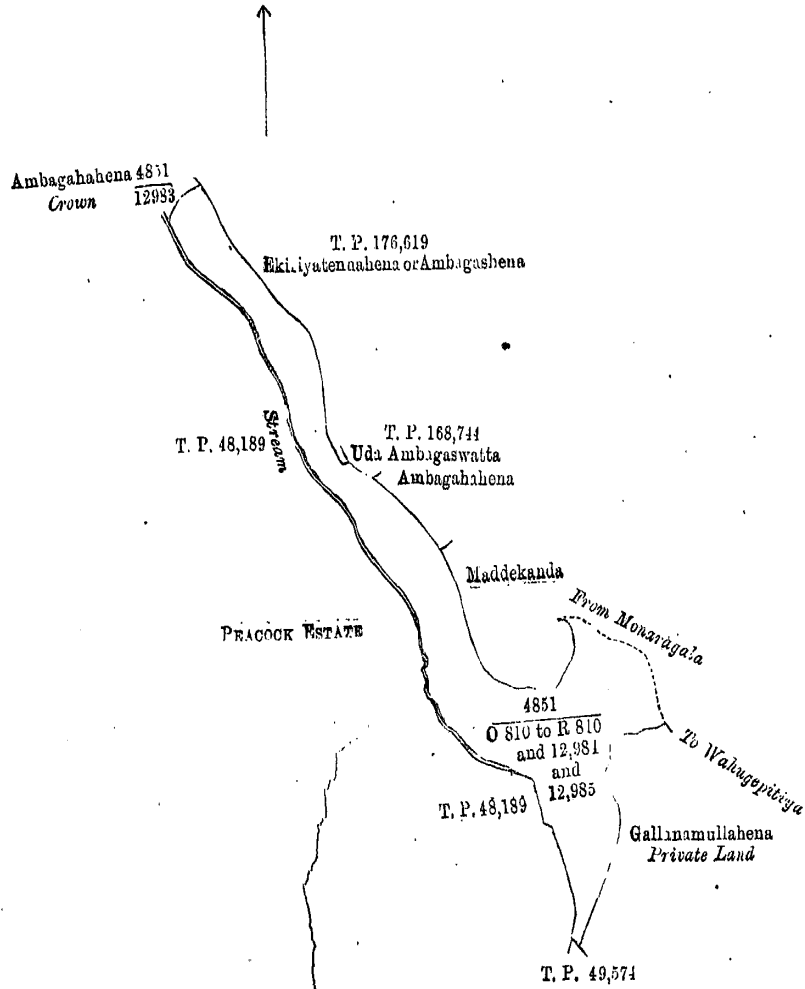 Ambagahahena 4851
Crown 12983
T. P. 176,619
Ekiriyatennahena or Ambagashena
T. P. 168,744
Uda Ambagaswatta
Ambagahahena
T. P. 48,189
Stream
Maddekanda
From Monaragala
PEACOCK ESTATE
4851
O 810 to R 810
and 12,984
and
12,985
To Wahugepitiya
T. P. 48,189
Gallanamullahena
Private Land
T. P. 49,574